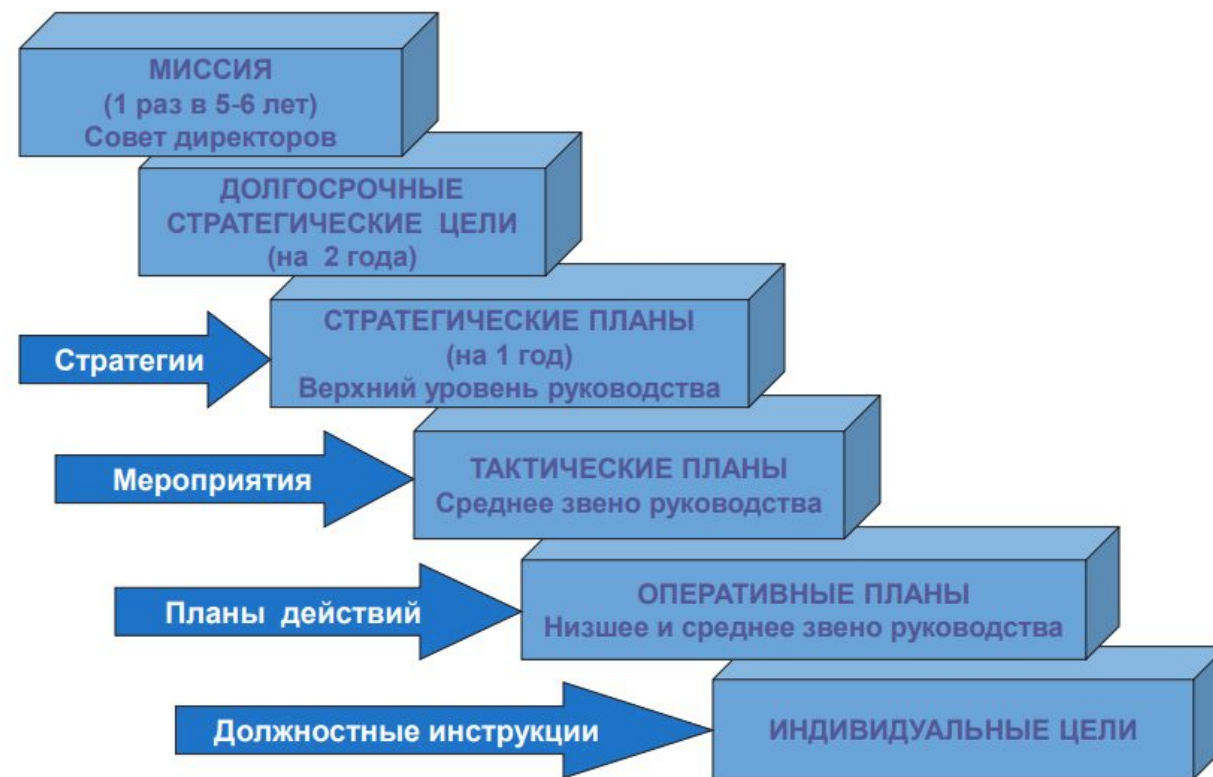 МИССИЯ
(1 раз в 5-6 лет)
Совет директоров
ДОЛГОСРОЧНЫЕ
СТРАТЕГИЧЕСКИЕ ЦЕЛИ
(на 2 года)
СТРАТЕГИЧЕСКИЕ ПЛАНЫ
(на 1 год)
Верхний уровень руководства
Стратегии
ТАКТИЧЕСКИЕ ПЛАНЫ
Среднее звено руководства
Мероприятия
ОПЕРАТИВНЫЕ ПЛАНЫ
Низшее и среднее звено руководства
Планы действий
ИНДИВИДУАЛЬНЫЕ ЦЕЛИ
Должностные инструкции